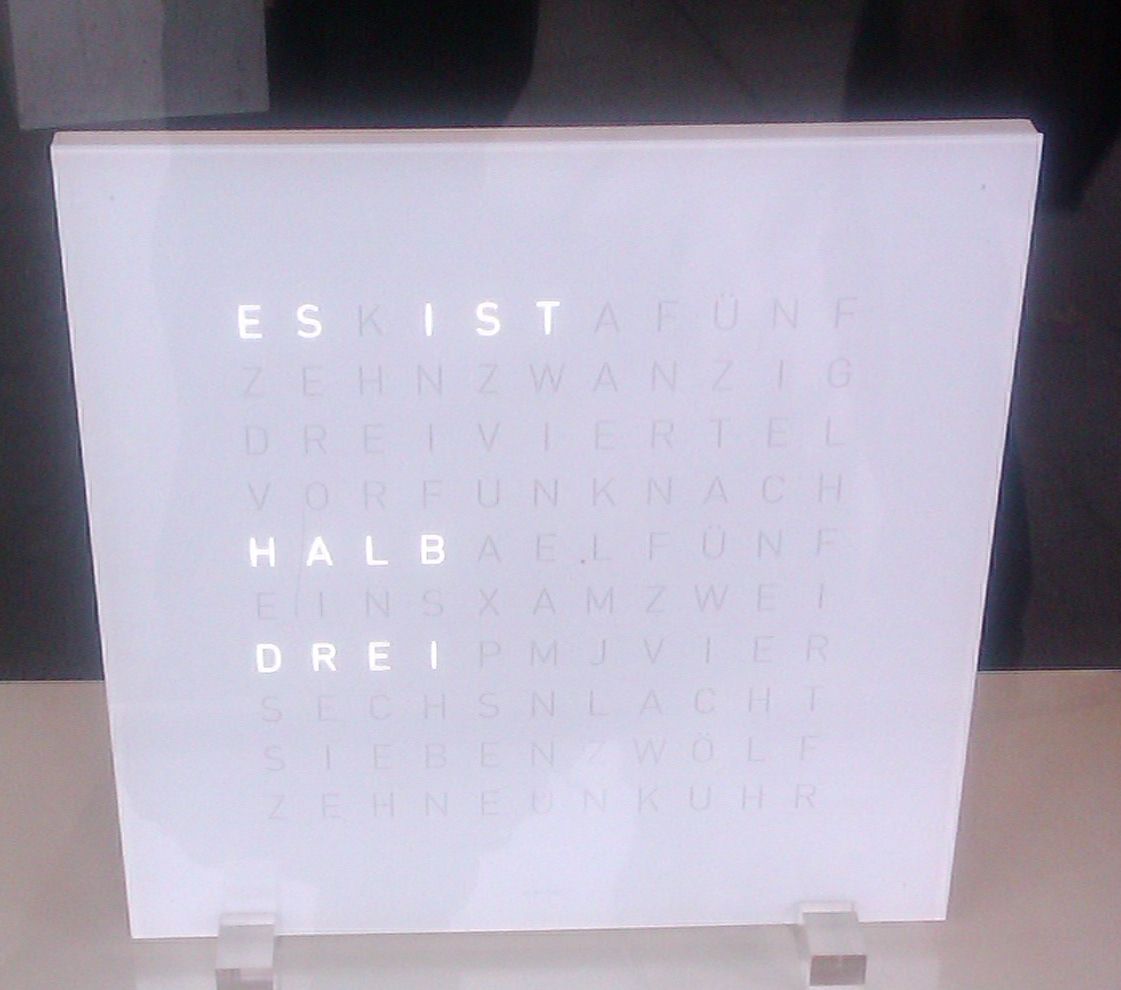 ESKISTAFÜNF
ZEHNZWANZIG
DREIVIERTEL
VORFUNKNACH
HALBAELFÜNF
EINSXAMZWEI
DREIPMJVIER
SECHSNLACHT
SIEBENZWÖLF
ZEHNEUNKUHR